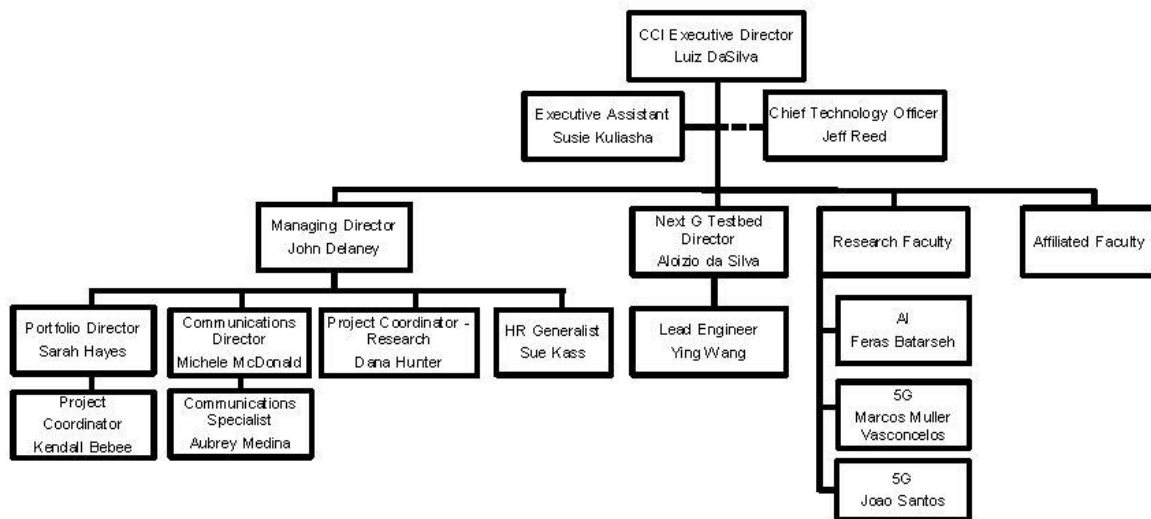 CCI Executive Director
Luiz DaSilva
Executive Assistant
Susie Kuliasha
Chief Technology Officer
Jeff Reed
Managing Director
John Delaney
Next G Testbed
Director
Aloizio da Silva
Research Faculty
Affiliated Faculty
Portfolio Director
Sarah Hayes
Communications
Director
Michele McDonald
Project Coordinator -
Research
Dana Hunter
HR Generalist
Sue Kass
Lead Engineer
Ying Wang
AI
Feras Batarseh
Project
Coordinator
Kendall Bebee
Communications
Specialist
Aubrey Medina
5G
Marcos Muller
Vasconcelos
5G
Joao Santos